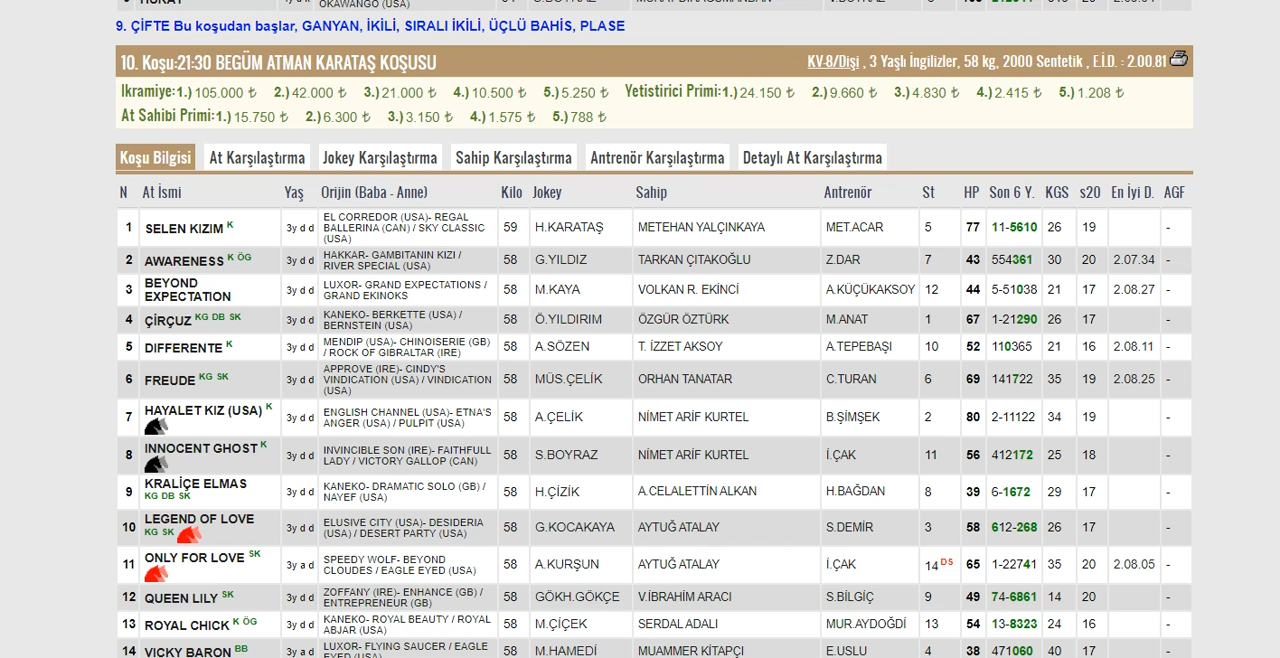 OKAWANGO (USA)
9. ÇİFTE Bu koşudan başlar, GANYAN, İKİLİ, SIRALI İKİLİ, ÜÇLÜ BAHİS, PLASE
10. Koşu:21:30 BEGÜM ATMAN KARATAŞ KOŞUSU KV-8/Dişi , 3 Yaşlı İngilizler, 58 kg, 2000 Sentetik , E.İ.D. : 2.00.81
Ikramiye:1.) 105.000 ₺ 2.) 42.000 ₺ 3.) 21.000 ₺ 4.) 10.500 ₺ 5.) 5.250 ₺ Yetistirici Primi:1.) 24.150 ₺ 2.) 9.660 ₺ 3.) 4.830 ₺ 4.) 2.415 ₺ 5.) 1.208 ₺
At Sahibi Primi:1.) 15.750 ₺ 2.) 6.300 ₺ 3.) 3.150 ₺ 4.) 1.575 ₺ 5.) 788 ₺
Koşu Bilgisi At Karşılaştırma Jokey Karşılaştırma Sahip Karşılaştırma Antrenör Karşılaştırma Detaylı At Karşılaştırma
N At İsmi Yaş Orijin (Baba - Anne) Kilo Jokey Sahip Antrenör St HP Son 6 Y. KGS s20 En İyi D. AGF
1 SELEN KIZIM K 3y d d EL CORREDOR (USA)- REGAL BALLERINA (CAN) / SKY CLASSIC (USA) 59 H.KARATAŞ METEHAN YALÇINKAYA MET.ACAR 5 77 11-5610 26 19 -
2 AWARENESS K ÖG 3y d d HAKKAR- GAMBITANIN KIZI / RIVER SPECIAL (USA) 58 G.YILDIZ TARKAN ÇITAKOĞLU Z.DAR 7 43 554361 30 20 2.07.34 -
3 BEYOND EXPECTATION 3y d d LUXOR- GRAND EXPECTATIONS / GRAND EKINOKS 58 M.KAYA VOLKAN R. EKİNCİ A.KÜÇÜKAKSOY 12 44 5-51038 21 17 2.08.27 -
4 ÇİRÇUZ KG DB SK 3y d d KANEKO- BERKETTE (USA) / BERNSTEIN (USA) 58 Ö.YILDIRIM ÖZGÜR ÖZTÜRK M.ANAT 1 67 1-21290 26 17 -
5 DIFFERENTE K 3y d d MENDIP (USA)- CHINOISERIE (GB) / ROCK OF GIBRALTAR (IRE) 58 A.SÖZEN T. İZZET AKSOY A.TEPEBAŞI 10 52 110365 21 16 2.08.11 -
6 FREUDE KG SK 3y d d APPROVE (IRE)- CINDY'S VINDICATION (USA) / VINDICATION (USA) 58 MÜS.ÇELİK ORHAN TANATAR C.TURAN 6 69 141722 35 19 2.08.25 -
7 HAYALET KIZ (USA) K 3y d d ENGLISH CHANNEL (USA)- ETNA'S ANGER (USA) / PULPIT (USA) 58 A.ÇELİK NİMET ARİF KURTEL B.ŞİMŞEK 2 80 2-11122 34 19 -
8 INNOCENT GHOST K 3y d d INVINCIBLE SON (IRE)- FAITHFULL LADY / VICTORY GALLOP (CAN) 58 S.BOYRAZ NİMET ARİF KURTEL İ.ÇAK 11 56 412172 25 18 -
9 KRALİÇE ELMAS KG DB SK 3y d d KANEKO- DRAMATIC SOLO (GB) / NAYEF (USA) 58 H.ÇİZİK A.CELALETTİN ALKAN H.BAĞDAN 8 39 6-1672 29 17 -
10 LEGEND OF LOVE KG SK 3y d d ELUSIVE CITY (USA)- DESIDERIA (USA) / DESERT PARTY (USA) 58 G.KOCAKAYA AYTUĞ ATALAY S.DEMİR 3 58 612-268 26 17 -
11 ONLY FOR LOVE SK 3y a d SPEEDY WOLF- BEYOND CLOUDES / EAGLE EYED (USA) 58 A.KURŞUN AYTUĞ ATALAY İ.ÇAK 14 DS 65 1-22741 35 20 2.08.05 -
12 QUEEN LILY SK 3y d d ZOFFANY (IRE)- ENHANCE (GB) / ENTREPRENEUR (GB) 58 GÖKH.GÖKÇE V.İBRAHİM ARACI S.BİLGİÇ 9 49 74-6861 14 20 -
13 ROYAL CHICK K ÖG 3y d d KANEKO- ROYAL BEAUTY / ROYAL ABJAR (USA) 58 M.ÇİÇEK SERDAL ADALI MUR.AYDOĞDİ 13 54 13-8323 24 16 -
14 VICKY BARON BB 3y a d LUXOR- FLYING SAUCER / EAGLE EYED (USA) 58 M.HAMEDİ MUAMMER KİTAPÇI E.USLU 4 38 471060 40 17 -